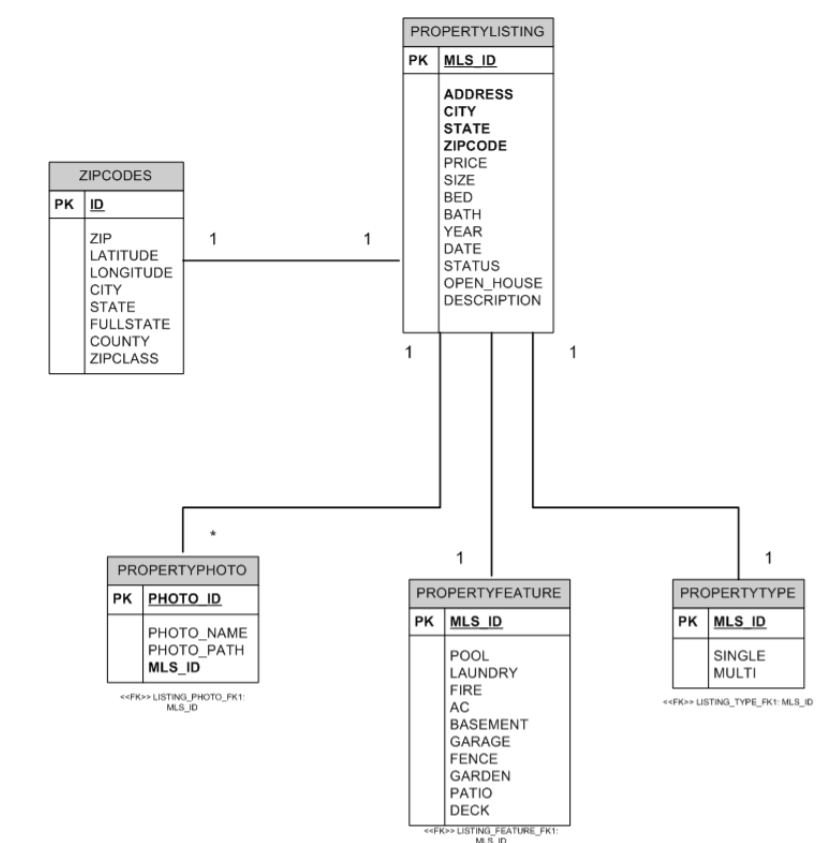 PROPERTYLISTING
PK MLS_ID
ADDRESS
CITY
STATE
ZIPCODE
PRICE
SIZE
BED
BATH
YEAR
DATE
STATUS
OPEN_HOUSE
DESCRIPTION
ZIPCODES
PK ID
ZIP
LATITUDE
LONGITUDE
CITY
STATE
FULLSTATE
COUNTY
ZIPCLASS
1 1
1 1
*
PROPERTYPHOTO
PK PHOTO_ID
PHOTO_NAME
PHOTO_PATH
MLS_ID
<<FK>> LISTING_PHOTO_FK1:
MLS_ID
1
PROPERTYFEATURE
PK MLS_ID
POOL
LAUNDRY
FIRE
AC
BASEMENT
GARAGE
FENCE
GARDEN
PATIO
DECK
<<FK>> LISTING_FEATURE_FK1:
MLS_ID
1
PROPERTYTYPE
PK MLS_ID
SINGLE
MULTI
<<FK>> LISTING_TYPE_FK1: MLS_ID